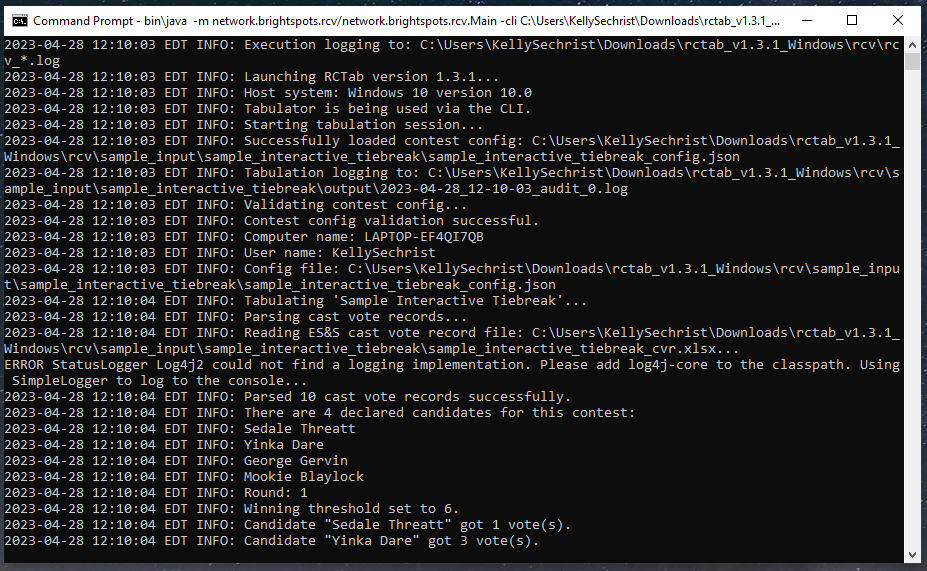 Command Prompt - bin\java  -m network.brightspots.rcv/network.brightspots.rcv.Main -cli C:\Users\KellySechrist\Downloads\rctab_v1.3.1_...
2023-04-28 12:10:03 EDT INFO: Execution logging to: C:\Users\KellySechrist\Downloads\rctab_v1.3.1_Windows\rcv\rc
v_*.log
2023-04-28 12:10:03 EDT INFO: Launching RCTab version 1.3.1...
2023-04-28 12:10:03 EDT INFO: Host system: Windows 10 version 10.0
2023-04-28 12:10:03 EDT INFO: Tabulator is being used via the CLI.
2023-04-28 12:10:03 EDT INFO: Starting tabulation session...
2023-04-28 12:10:03 EDT INFO: Successfully loaded contest config: C:\Users\KellySechrist\Downloads\rctab_v1.3.1_
Windows\rcv\sample_input\sample_interactive_tiebreak\sample_interactive_tiebreak_config.json
2023-04-28 12:10:03 EDT INFO: Tabulation logging to: C:\Users\KellySechrist\Downloads\rctab_v1.3.1_Windows\rcv\s
ample_input\sample_interactive_tiebreak\output\2023-04-28_12-10-03_audit_0.log
2023-04-28 12:10:03 EDT INFO: Validating contest config...
2023-04-28 12:10:03 EDT INFO: Contest config validation successful.
2023-04-28 12:10:03 EDT INFO: Computer name: LAPTOP-EF4QI7QB
2023-04-28 12:10:03 EDT INFO: User name: KellySechrist
2023-04-28 12:10:03 EDT INFO: Config file: C:\Users\KellySechrist\Downloads\rctab_v1.3.1_Windows\rcv\sample_inpu
t\sample_interactive_tiebreak\sample_interactive_tiebreak_config.json
2023-04-28 12:10:04 EDT INFO: Tabulating 'Sample Interactive Tiebreak'...
2023-04-28 12:10:04 EDT INFO: Parsing cast vote records...
2023-04-28 12:10:04 EDT INFO: Reading ES&S cast vote record file: C:\Users\KellySechrist\Downloads\rctab_v1.3.1_
Windows\rcv\sample_input\sample_interactive_tiebreak\sample_interactive_tiebreak_cvr.xlsx...
ERROR StatusLogger Log4j2 could not find a logging implementation. Please add log4j-core to the classpath. Using
 SimpleLogger to log to the console...
2023-04-28 12:10:04 EDT INFO: Parsed 10 cast vote records successfully.
2023-04-28 12:10:04 EDT INFO: There are 4 declared candidates for this contest:
2023-04-28 12:10:04 EDT INFO: Sedale Threatt
2023-04-28 12:10:04 EDT INFO: Yinka Dare
2023-04-28 12:10:04 EDT INFO: George Gervin
2023-04-28 12:10:04 EDT INFO: Mookie Blaylock
2023-04-28 12:10:04 EDT INFO: Round: 1
2023-04-28 12:10:04 EDT INFO: Winning threshold set to 6.
2023-04-28 12:10:04 EDT INFO: Candidate "Sedale Threatt" got 1 vote(s).
2023-04-28 12:10:04 EDT INFO: Candidate "Yinka Dare" got 3 vote(s).